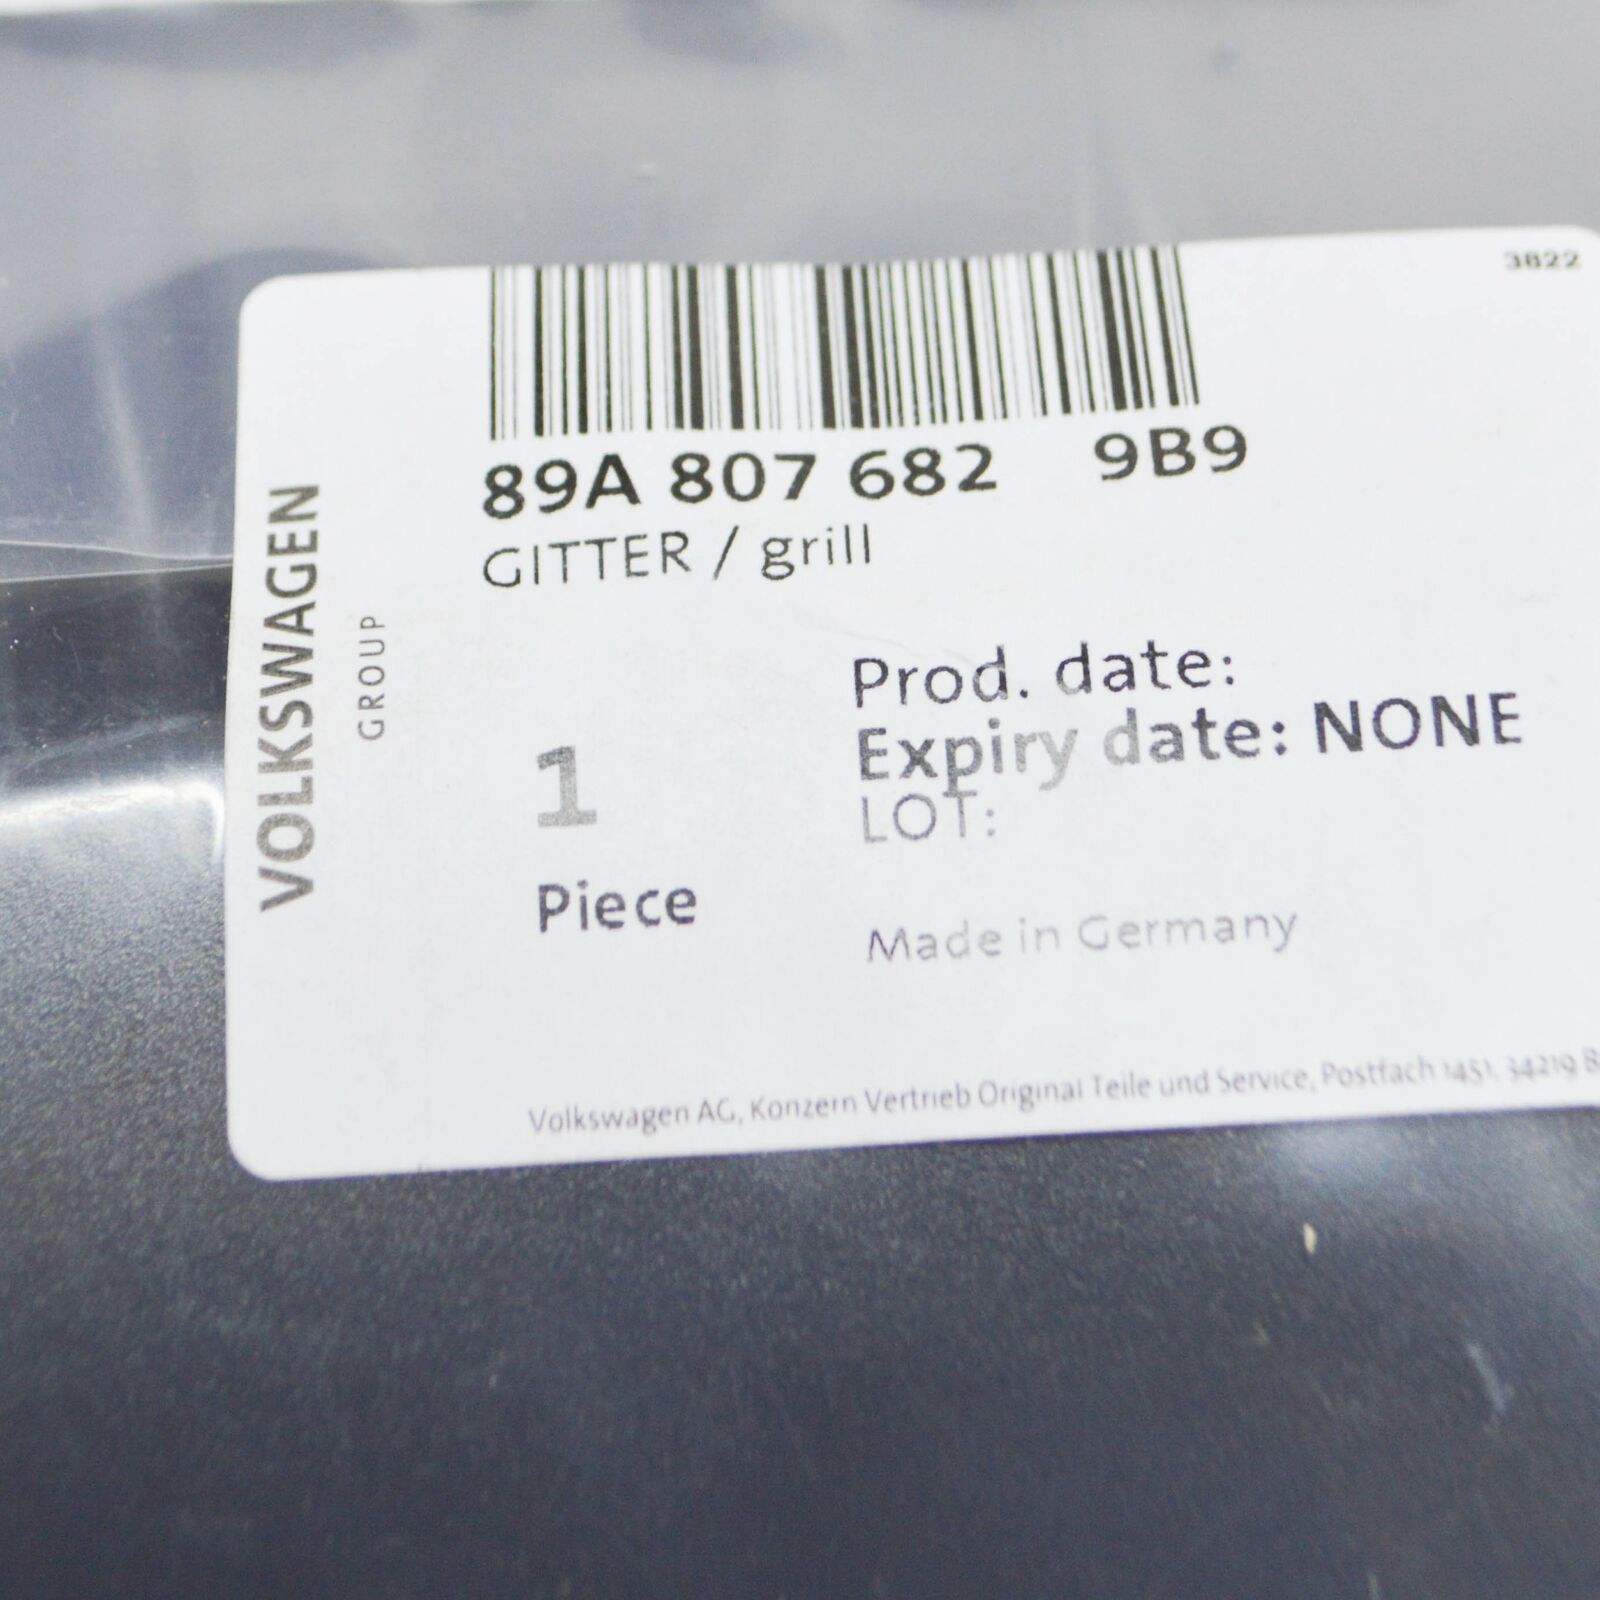 3822
89A 807 682 9B9
GITTER / grill
VOLKSWAGEN
GROUP
Prod. date:
Expiry date: NONE
LOT:
1
Piece
Made in Germany
Volkswagen AG, Konzern Vertrieb Original Teile und Service, Postfach 1451, 34219